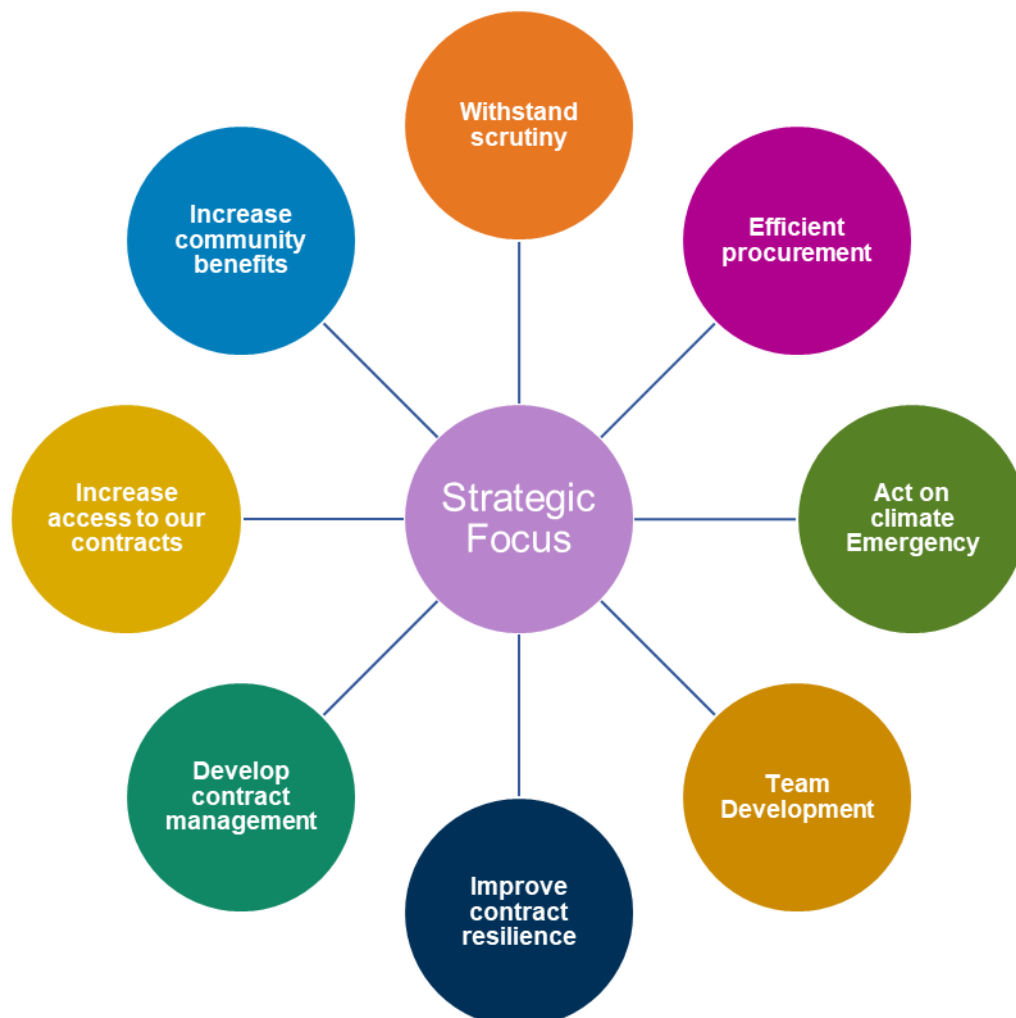 Withstand
scrutiny
Efficient
procurement
Act on
climate
Emergency
Team
Development
Improve
contract
resilience
Develop
contract
management
Increase
access to our
contracts
Increase
community
benefits
Strategic
Focus